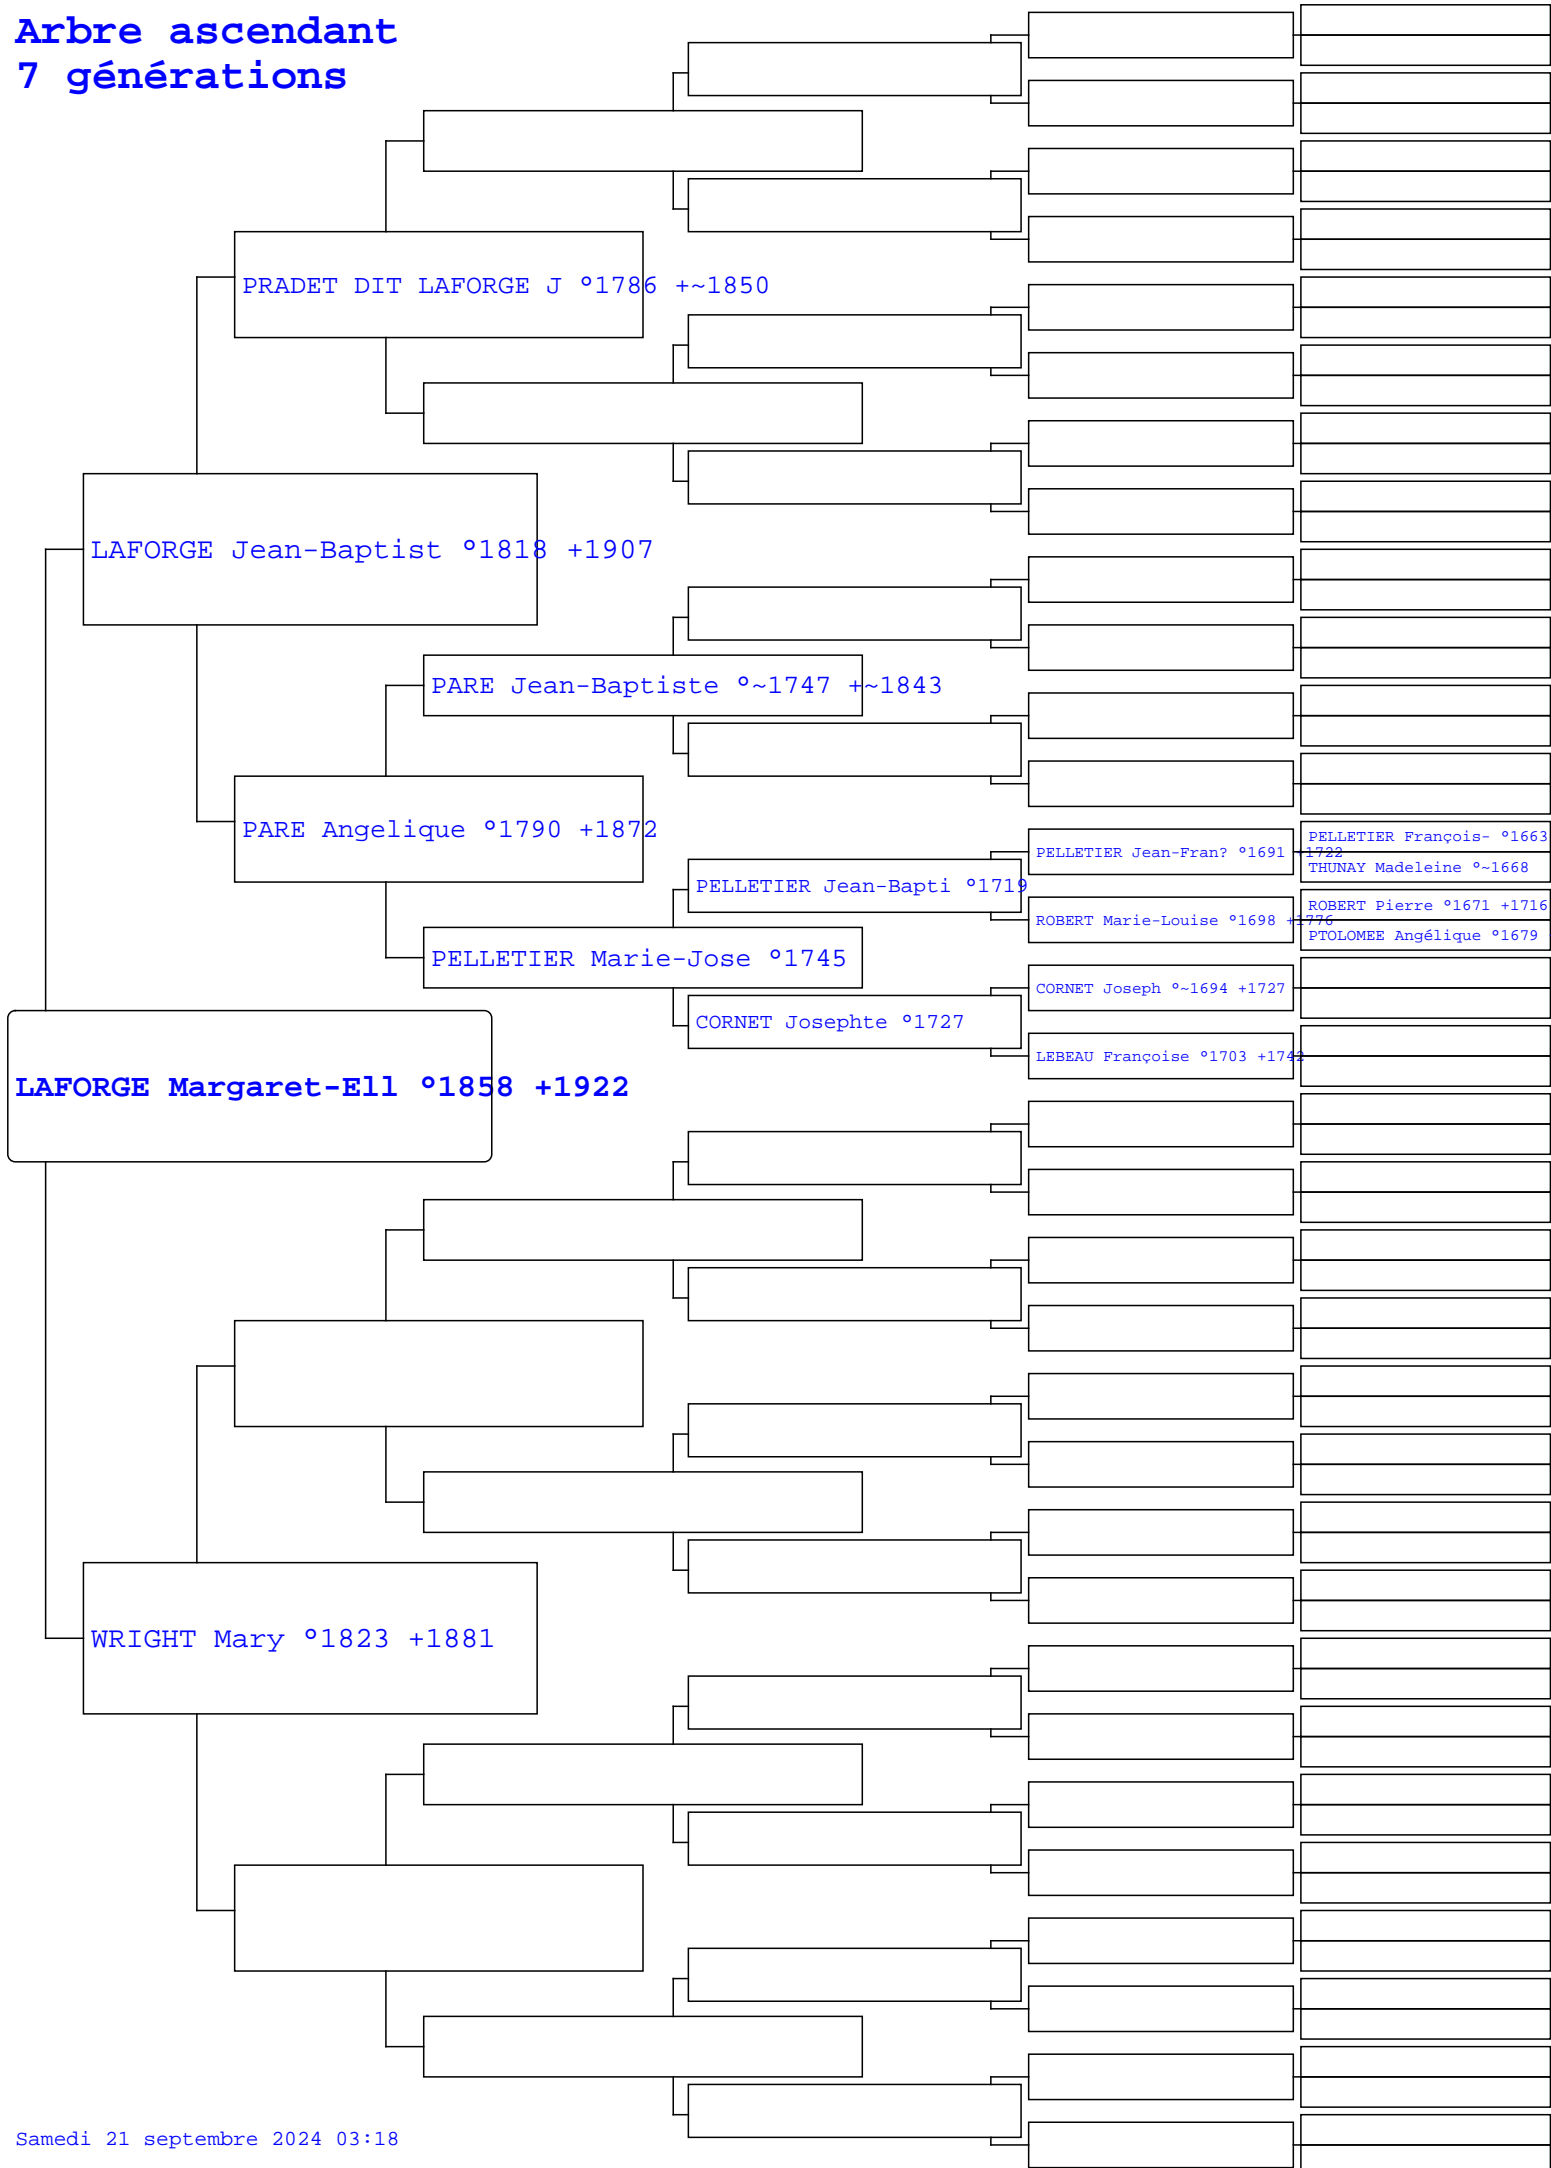 Arbre ascendant
7 générations
PRADET DIT LAFORGE J °1786 +~1850
LAFORGE Jean-Baptist °1818 +1907
PARE Jean-Baptiste °~1747 +~1843
PARE Angelique °1790 +1872
PELLETIER François- °1663
PELLETIER Jean-Fran? °1691 +1722
THUNAY Madeleine °~1668
PELLETIER Jean-Bapti °1719
ROBERT Pierre °1671 +1716
ROBERT Marie-Louise °1698 +1776
PTOLOMEE Angélique °1679
PELLETIER Marie-Jose °1745
CORNET Joseph °~1694 +1727
CORNET Josephte °1727
LEBEAU Françoise °1703 +1742
LAFORGE Margaret-Ell °1858 +1922
WRIGHT Mary °1823 +1881
Samedi 21 septembre 2024 03:18